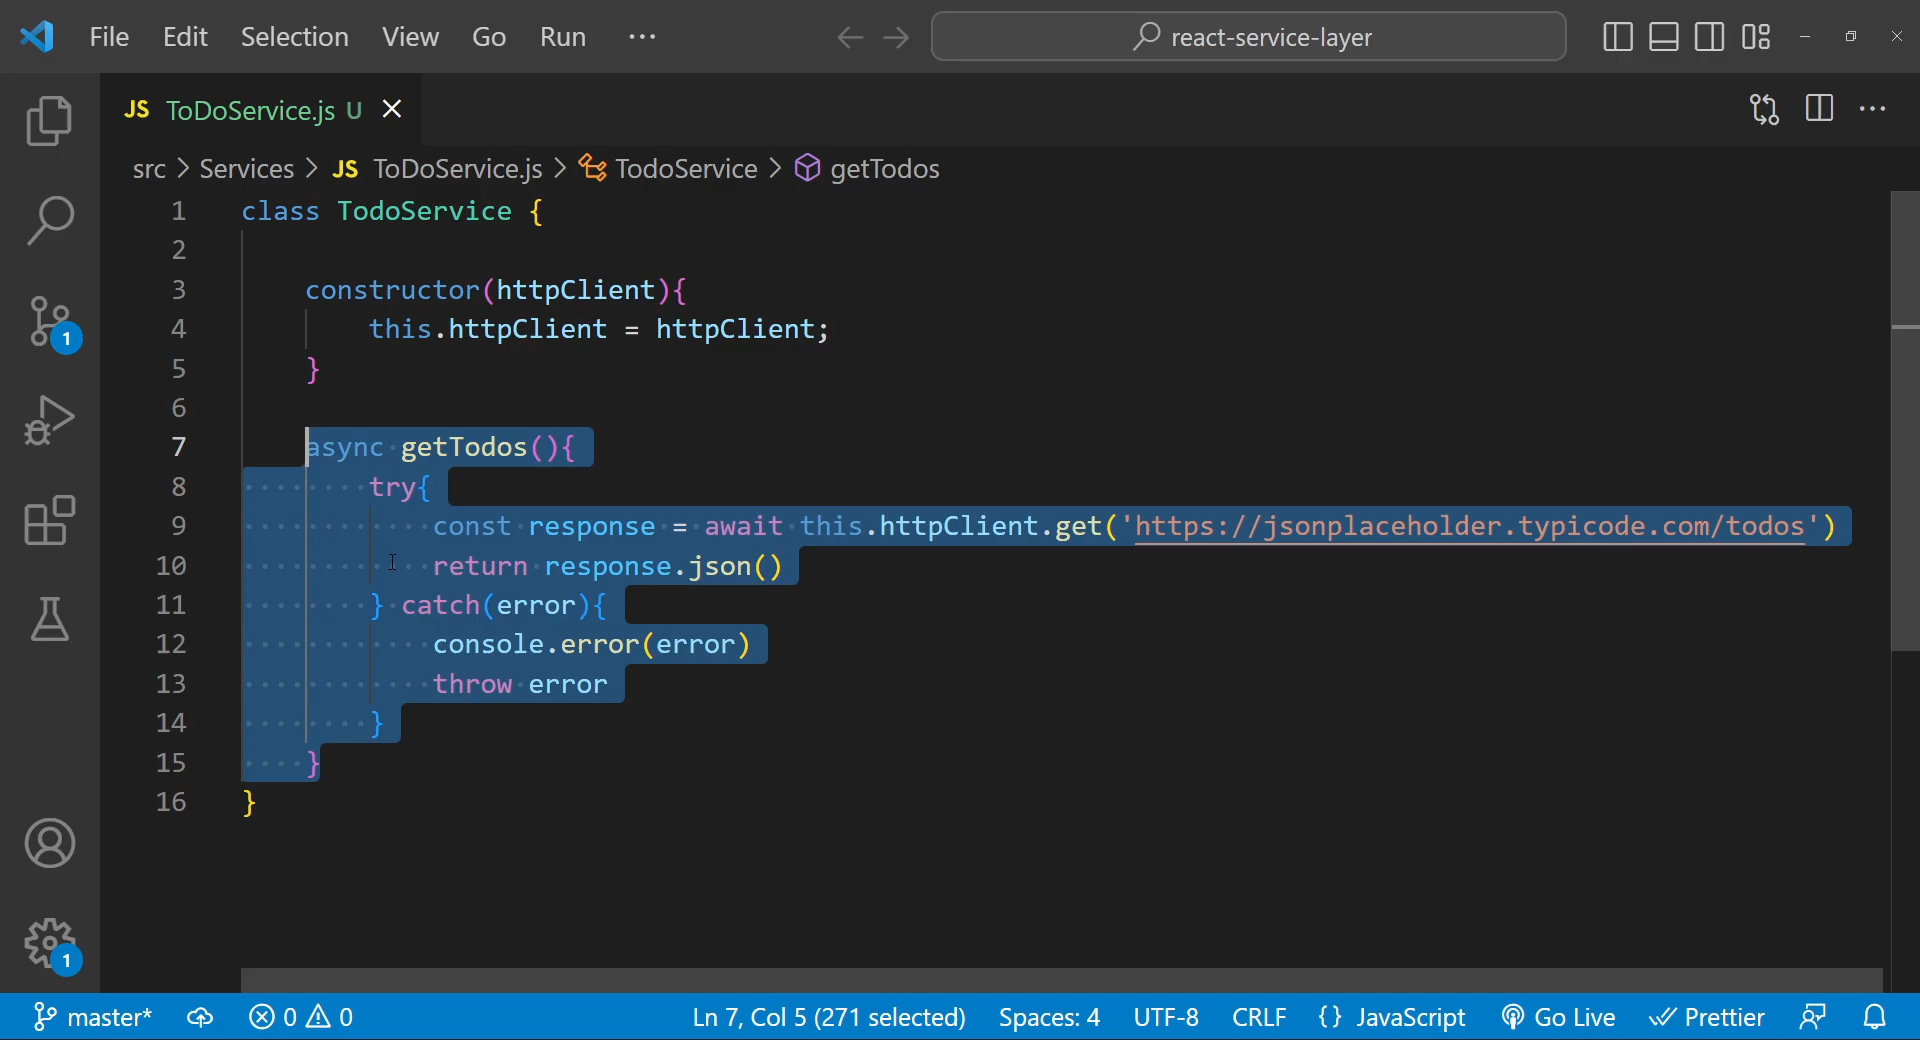 File Edit Selection View Go Run ··· react-service-layer
JS ToDoService.js U
src > Services > JS ToDoService.js > TodoService > getTodos
1 class TodoService {
2
3 constructor(httpClient){
4 this.httpClient = httpClient;
5 }
6
7 async getTodos(){
8 try{
9 const response = await this.httpClient.get('https://jsonplaceholder.typicode.com/todos')
10 return response.json()
11 } catch(error){
12 console.error(error)
13 throw error
14 }
15 }
16 }
1
1
master* 0 0 Ln 7, Col 5 (271 selected) Spaces: 4 UTF-8 CRLF {} JavaScript Go Live Prettier